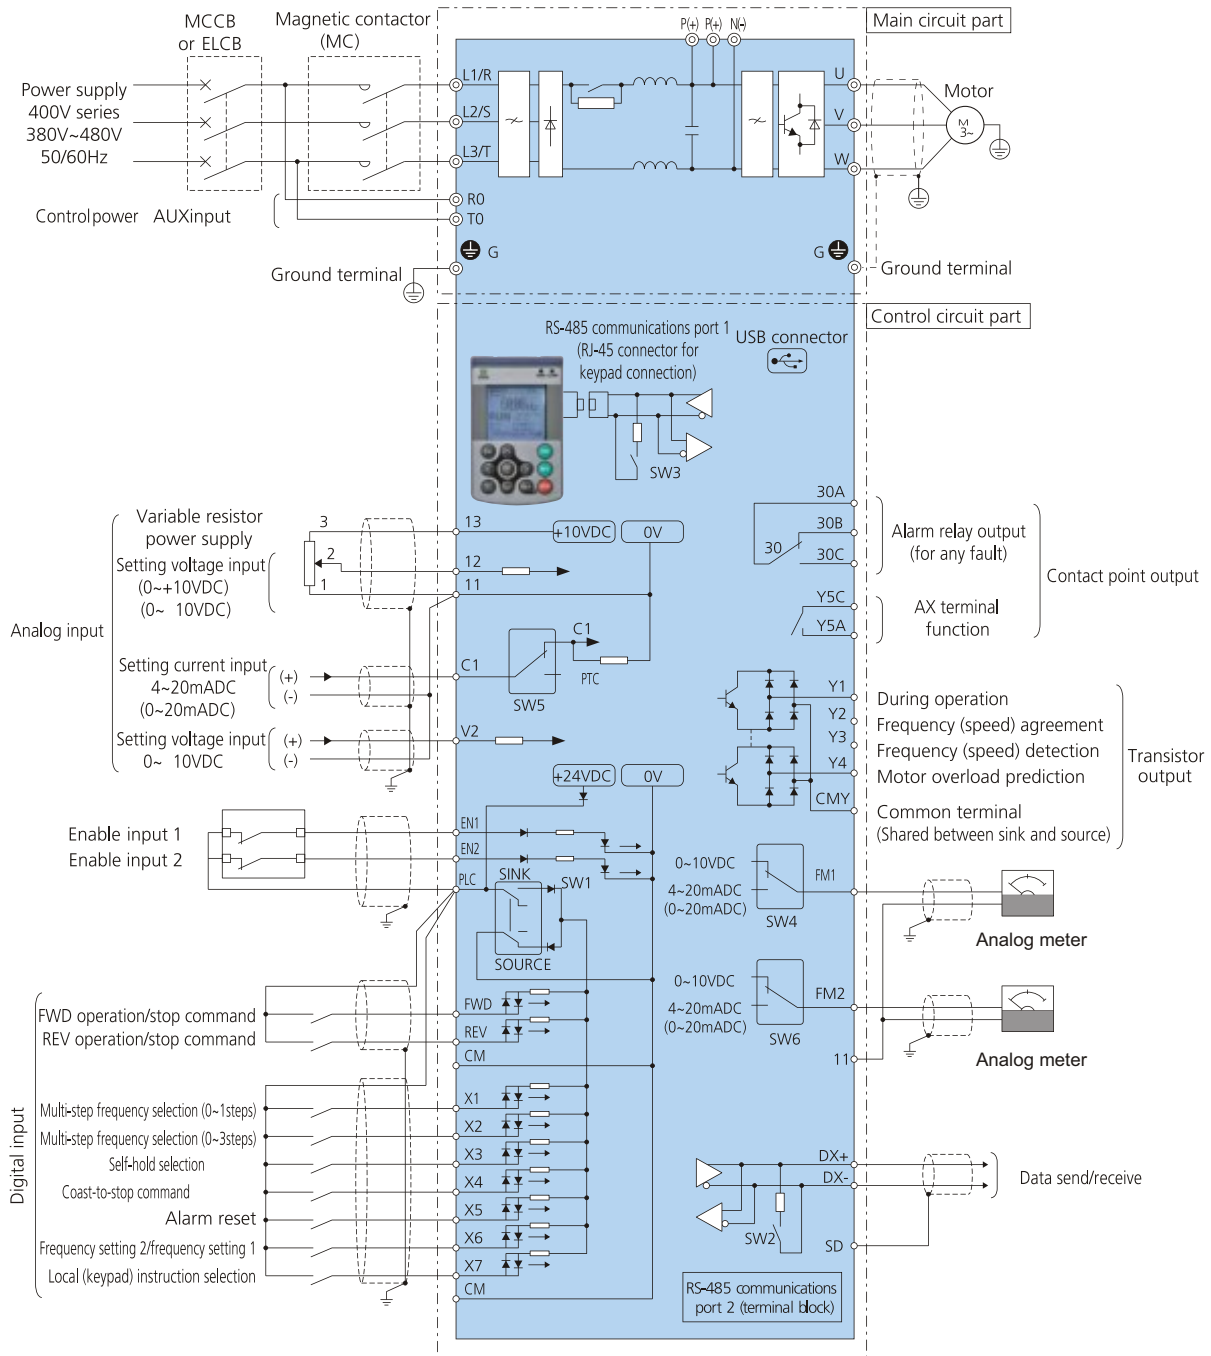 MCCB
or ELCB
Magnetic contactor
(MC)
P(+)
P(+)
N(-)
Main circuit part
Power supply
400V series
380V~480V
50/60Hz
L1/R
L2/S
L3/T
U
V
W
Motor
M
3~
Controlpower AUXinput
R0
T0
G
G
Ground terminal
Ground terminal
Control circuit part
RS-485 communications port 1
(RJ-45 connector for
keypad connection)
USB connector
SW3
Analog input
Variable resistor
power supply
Setting voltage input
(0~+10VDC)
(0~ 10VDC)
3
2
1
13
12
11
+10VDC
0V
Setting current input
4~20mADC
(0~20mADC)
(+)
(-)
C1
SW5
C1
PTC
Setting voltage input
0~ 10VDC
(+)
(-)
V2
+24VDC
0V
30A
30B
30
30C
Alarm relay output
(for any fault)
Y5C
Y5A
AX terminal
function
Contact point output
Y1
Y2
Y3
Y4
CMY
During operation
Frequency (speed) agreement
Frequency (speed) detection
Motor overload prediction
Common terminal
(Shared between sink and source)
Transistor
output
Enable input 1
Enable input 2
EN1
EN2
PLC
SINK
SW1
SOURCE
0~10VDC
4~20mADC
(0~20mADC)
SW4
FM1
Analog meter
0~10VDC
4~20mADC
(0~20mADC)
SW6
FM2
11
Analog meter
Digital input
FWD operation/stop command
REV operation/stop command
FWD
REV
CM
Multi-step frequency selection (0~1steps)
Multi-step frequency selection (0~3steps)
Self-hold selection
Coast-to-stop command
Alarm reset
Frequency setting 2/frequency setting 1
Local (keypad) instruction selection
X1
X2
X3
X4
X5
X6
X7
CM
DX+
DX-
SW2
SD
Data send/receive
RS-485 communications
port 2 (terminal block)